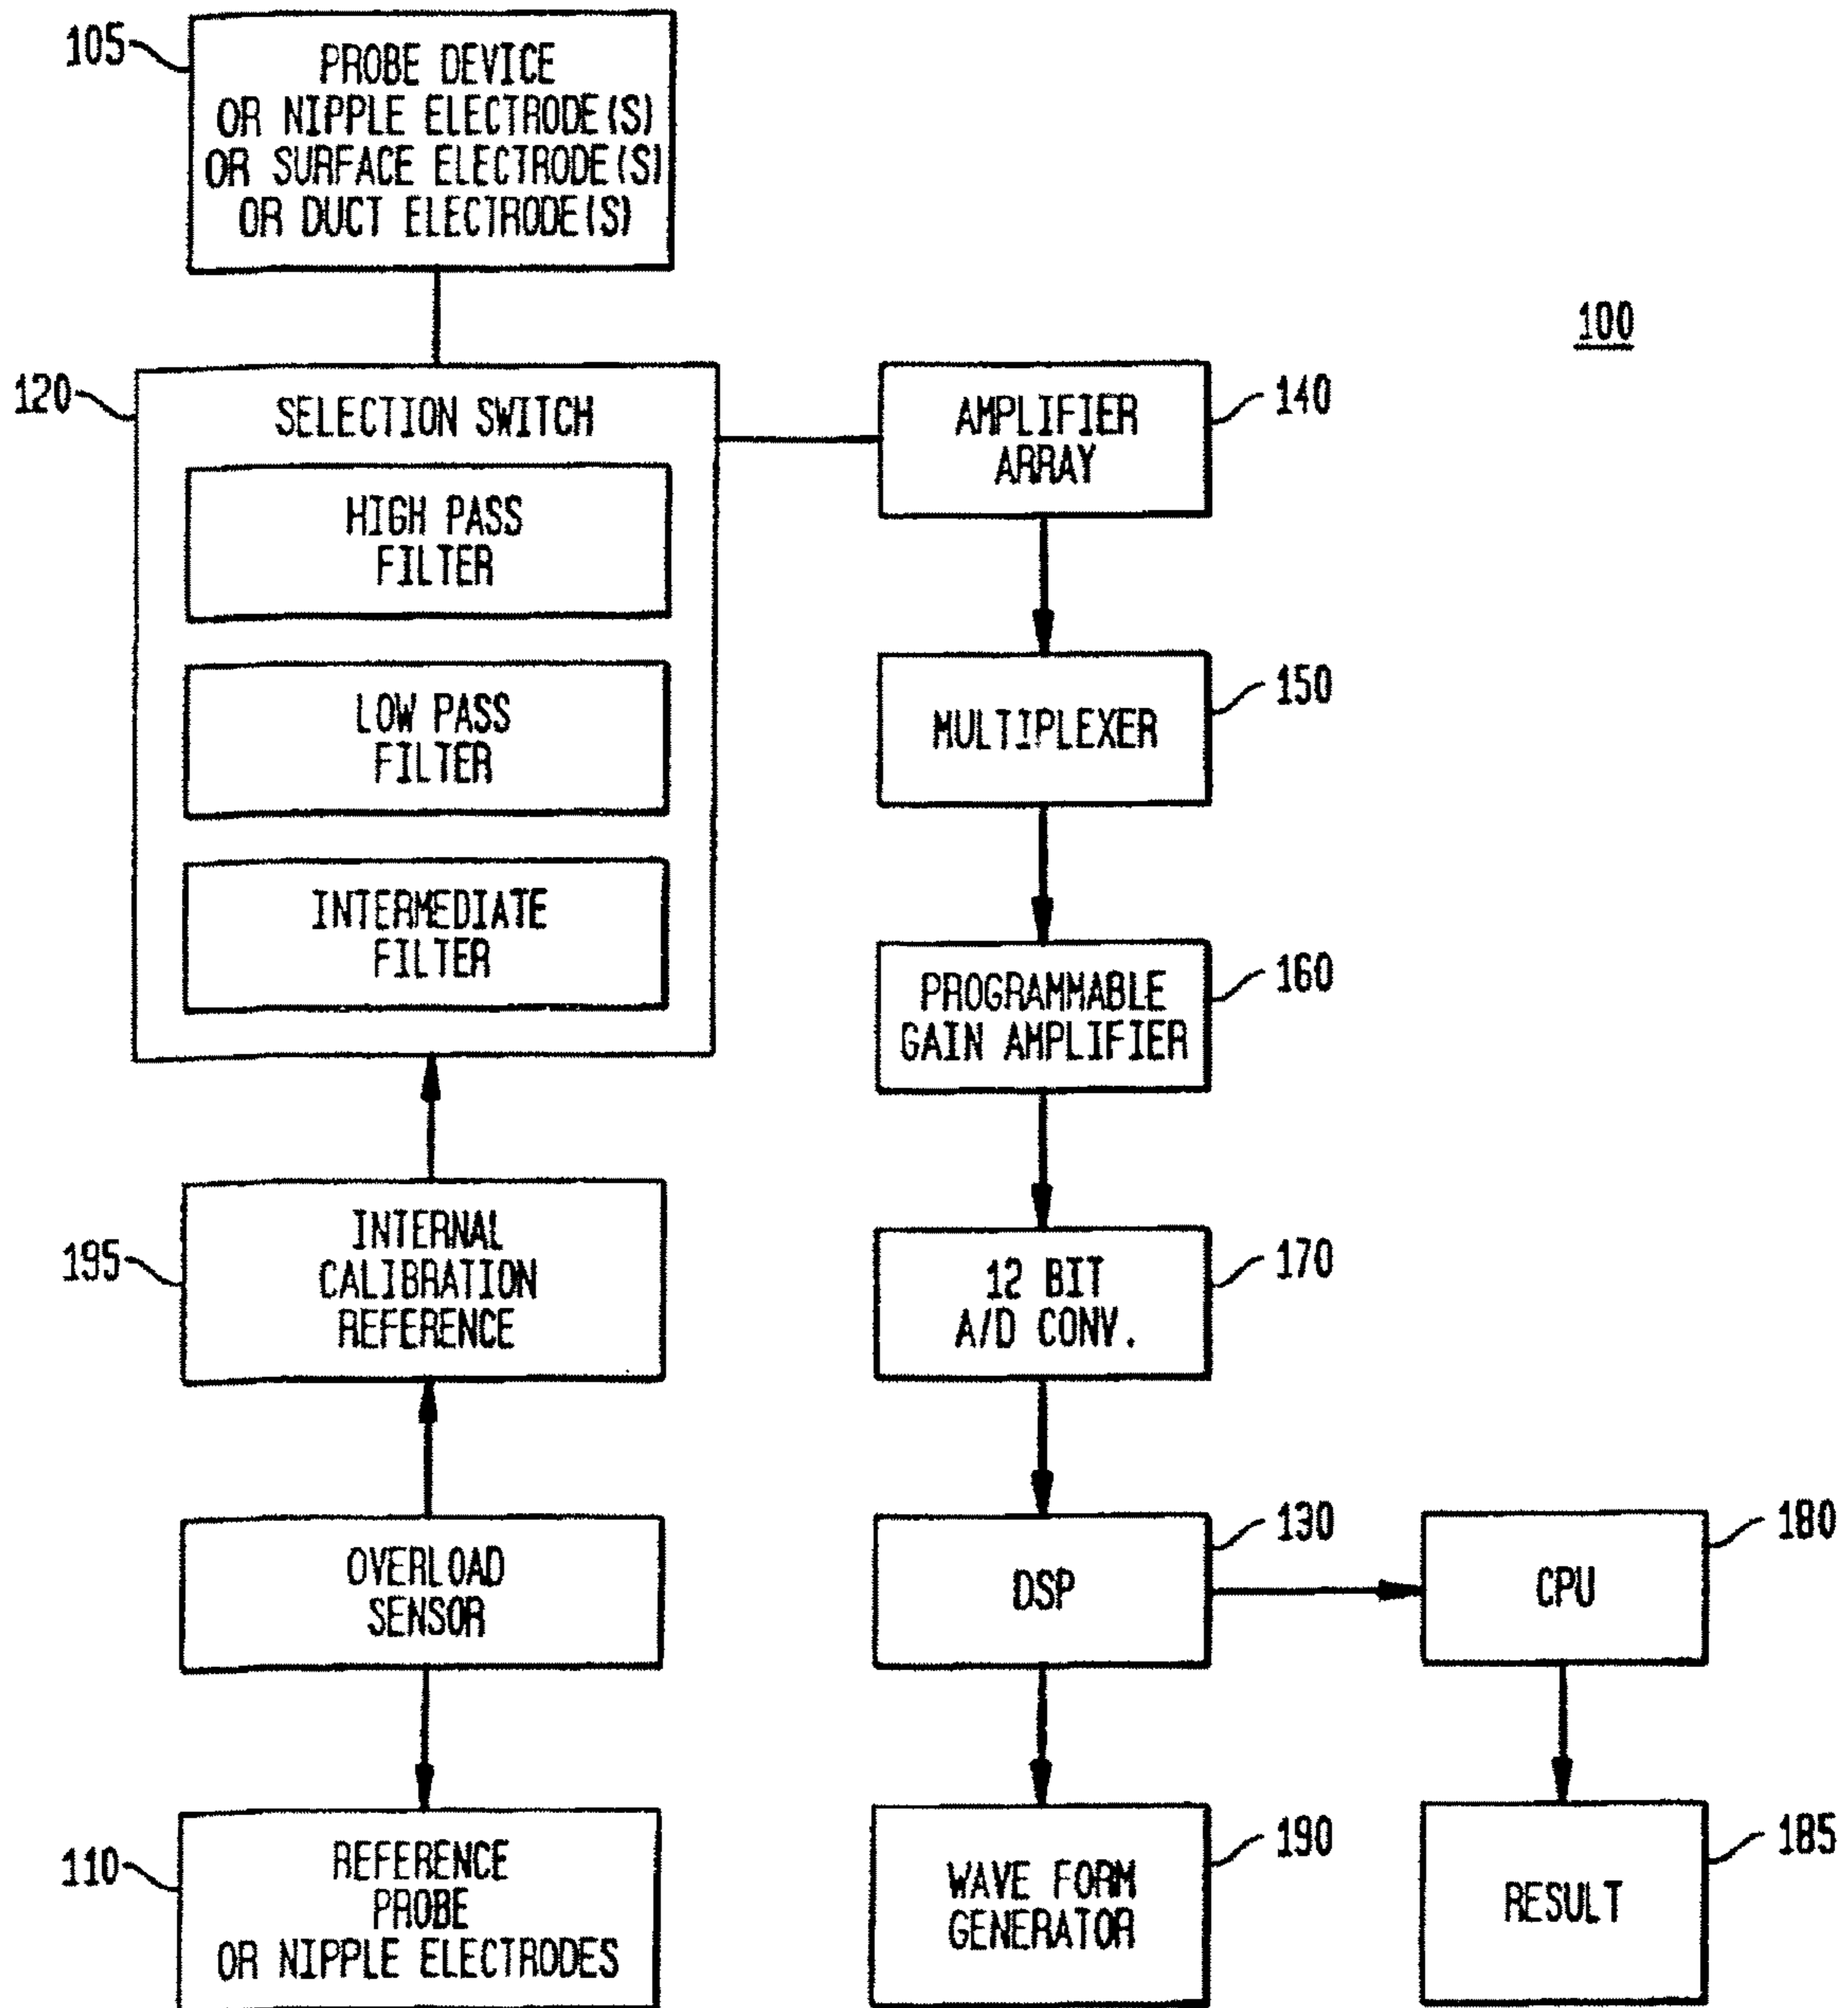 105
PROBE DEVICE
OR NIPPLE ELECTRODE(S)
OR SURFACE ELECTRODE(S)
OR DUCT ELECTRODE(S)
100
120
SELECTION SWITCH
HIGH PASS
FILTER
LOW PASS
FILTER
INTERMEDIATE
FILTER
AMPLIFIER
ARRAY
140
MULTIPLEXER
150
PROGRAMMABLE
GAIN AMPLIFIER
160
195
INTERNAL
CALIBRATION
REFERENCE
12 BIT
A/D CONV.
170
OVERLOAD
SENSOR
DSP
130
CPU
180
110
REFERENCE
PROBE
OR NIPPLE ELECTRODES
WAVE FORM
GENERATOR
190
RESULT
185